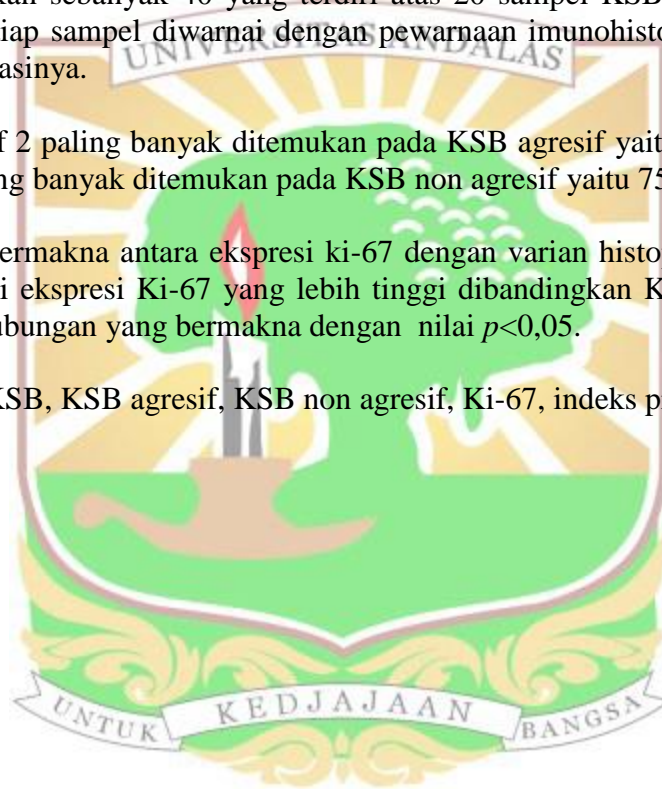 kan sebanyak 40 yang terdiri atas 20 sampel KSB
iap sampel diwarnai dengan pewarnaan imunohisto
asinya.
UNIVERSITAS ANDALAS
f 2 paling banyak ditemukan pada KSB agresif yait
ng banyak ditemukan pada KSB non agresif yaitu 75
ermakna antara ekspresi ki-67 dengan varian histo
i ekspresi Ki-67 yang lebih tinggi dibandingkan K
ubungan yang bermakna dengan nilai p<0,05.
KSB, KSB agresif, KSB non agresif, Ki-67, indeks p
UNTUK KEDJAJAAN BANGSA